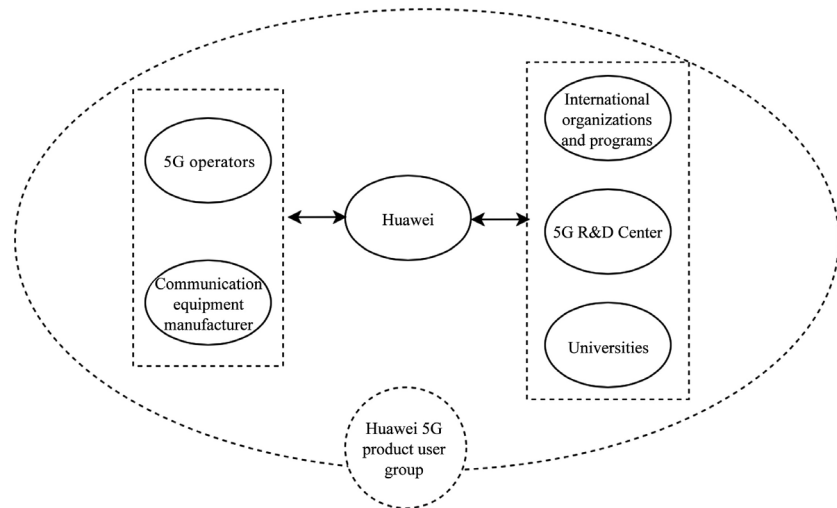 5G operators
Communication
equipment
manufacturer
Huawei
International
organizations
and programs
5G R&D Center
Universities
Huawei 5G
product user
group